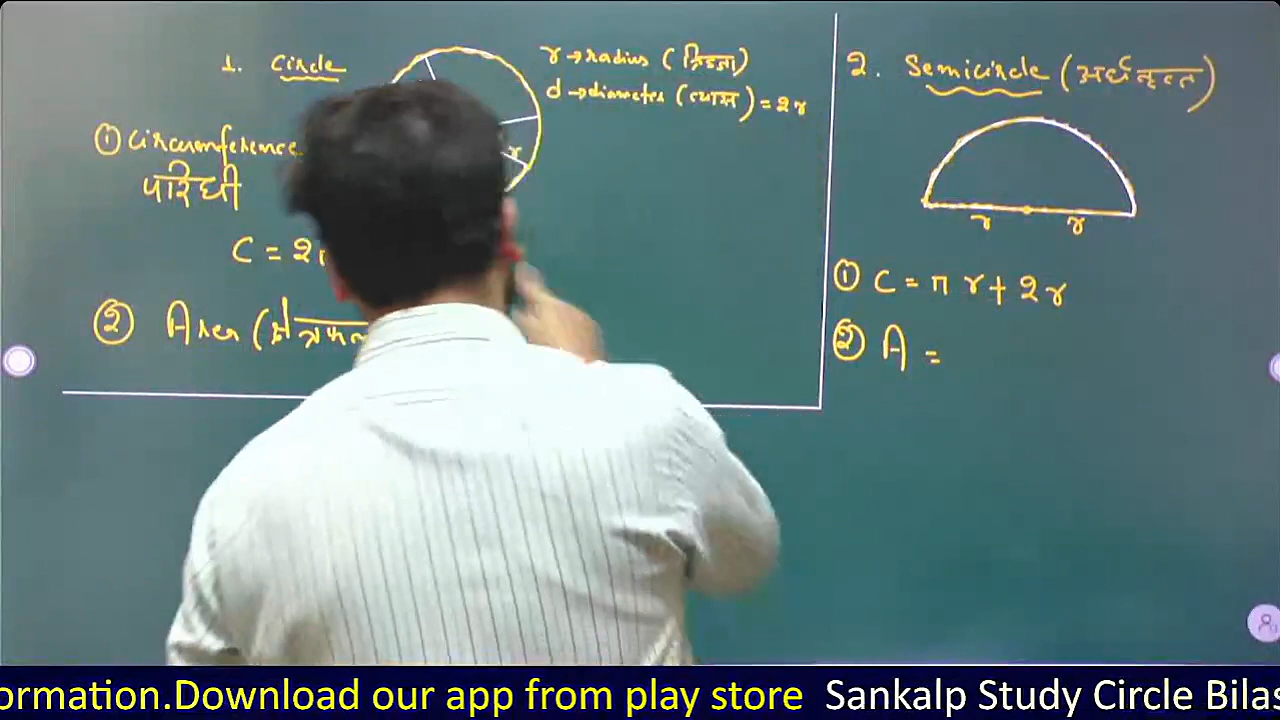 1. Circle
r → radius (त्रिज्या)
d → diameter (व्यास) = 2r
① Circumference
परिधी
r
C = 2
② Area (क्षेत्रफल
2. Semicircle (अर्धवृत्त)
r r
① C = π r + 2r
② A =
ormation.Download our app from play store Sankalp Study Circle Bilas